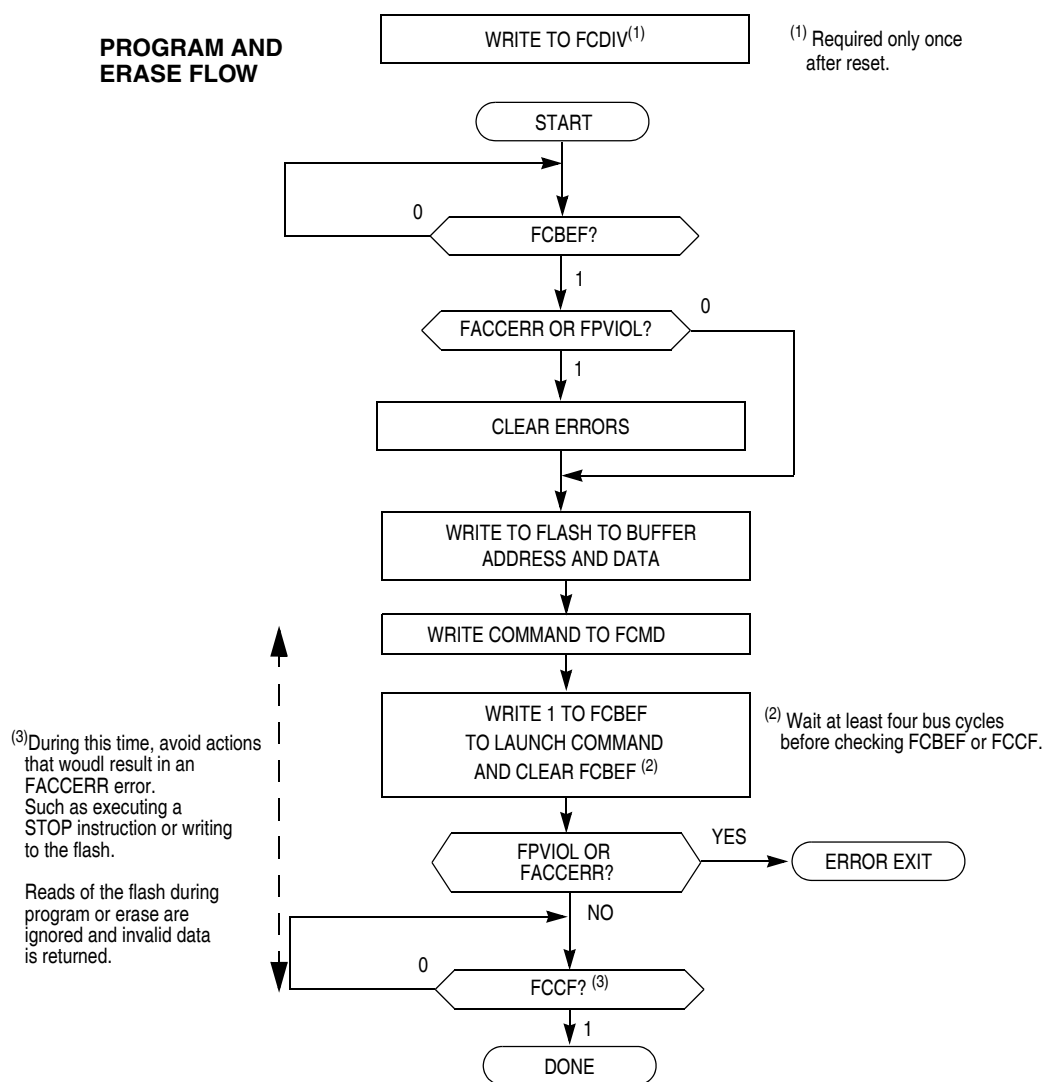 PROGRAM AND
ERASE FLOW
WRITE TO FCDIV(1)
(1) Required only once
after reset.
START
0
FCBEF?
1
0
FACCERR OR FPVIOL?
1
CLEAR ERRORS
WRITE TO FLASH TO BUFFER
ADDRESS AND DATA
WRITE COMMAND TO FCMD
WRITE 1 TO FCBEF
TO LAUNCH COMMAND
AND CLEAR FCBEF (2)
(2) Wait at least four bus cycles
before checking FCBEF or FCCF.
(3)During this time, avoid actions
that woudl result in an
FACCERR error.
Such as executing a
STOP instruction or writing
to the flash.
Reads of the flash during
program or erase are
ignored and invalid data
is returned.
FPVIOL OR
FACCERR?
YES
ERROR EXIT
NO
0
FCCF? (3)
1
DONE